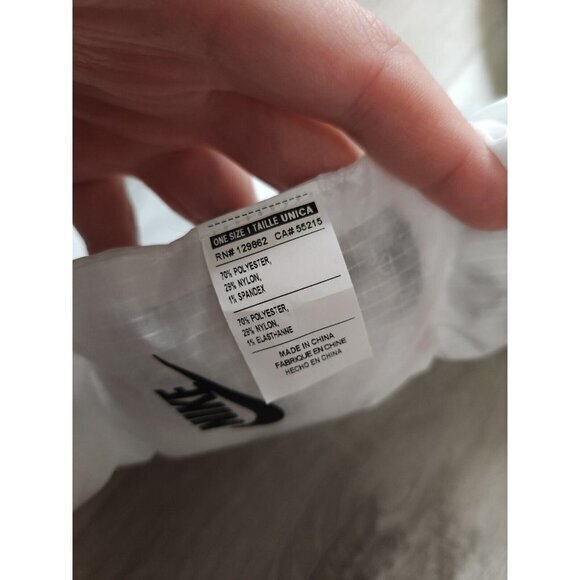 ONE SIZE 1 TAILLE UNICA
RN# 129862 CA# 55215
70% POLYESTER,
29% NYLON,
1% SPANDEX
70% POLYESTER,
29% NYLON,
1% ELASTHANNE
MADE IN CHINA
FABRIQUE EN CHINE
HECHO EN CHINA
NIKE